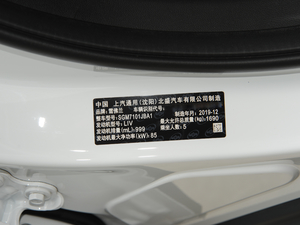 中国 上汽通用(沈阳)北盛汽车有限公司制造
品牌: 雪佛兰 车辆识别代号:
整车型号: SGM7101JBA1 制造年月: 2019-12
发动机型号: LIV 最大允许总质量(kg): 1690
发动机排量(mL): 999 乘坐人数: 5
发动机最大净功率(kW): 85